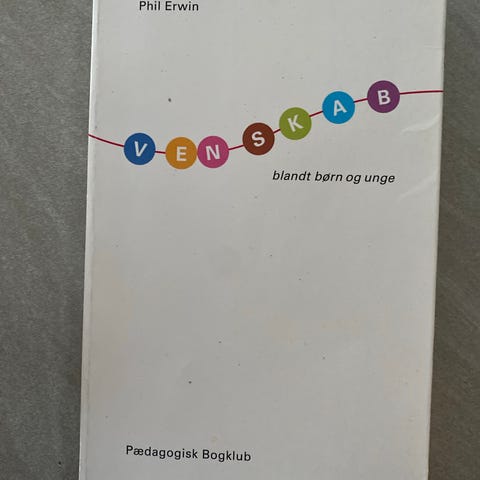 Phil Erwin
VENSKAB
blandt børn og unge
Pædagogisk Bogklub